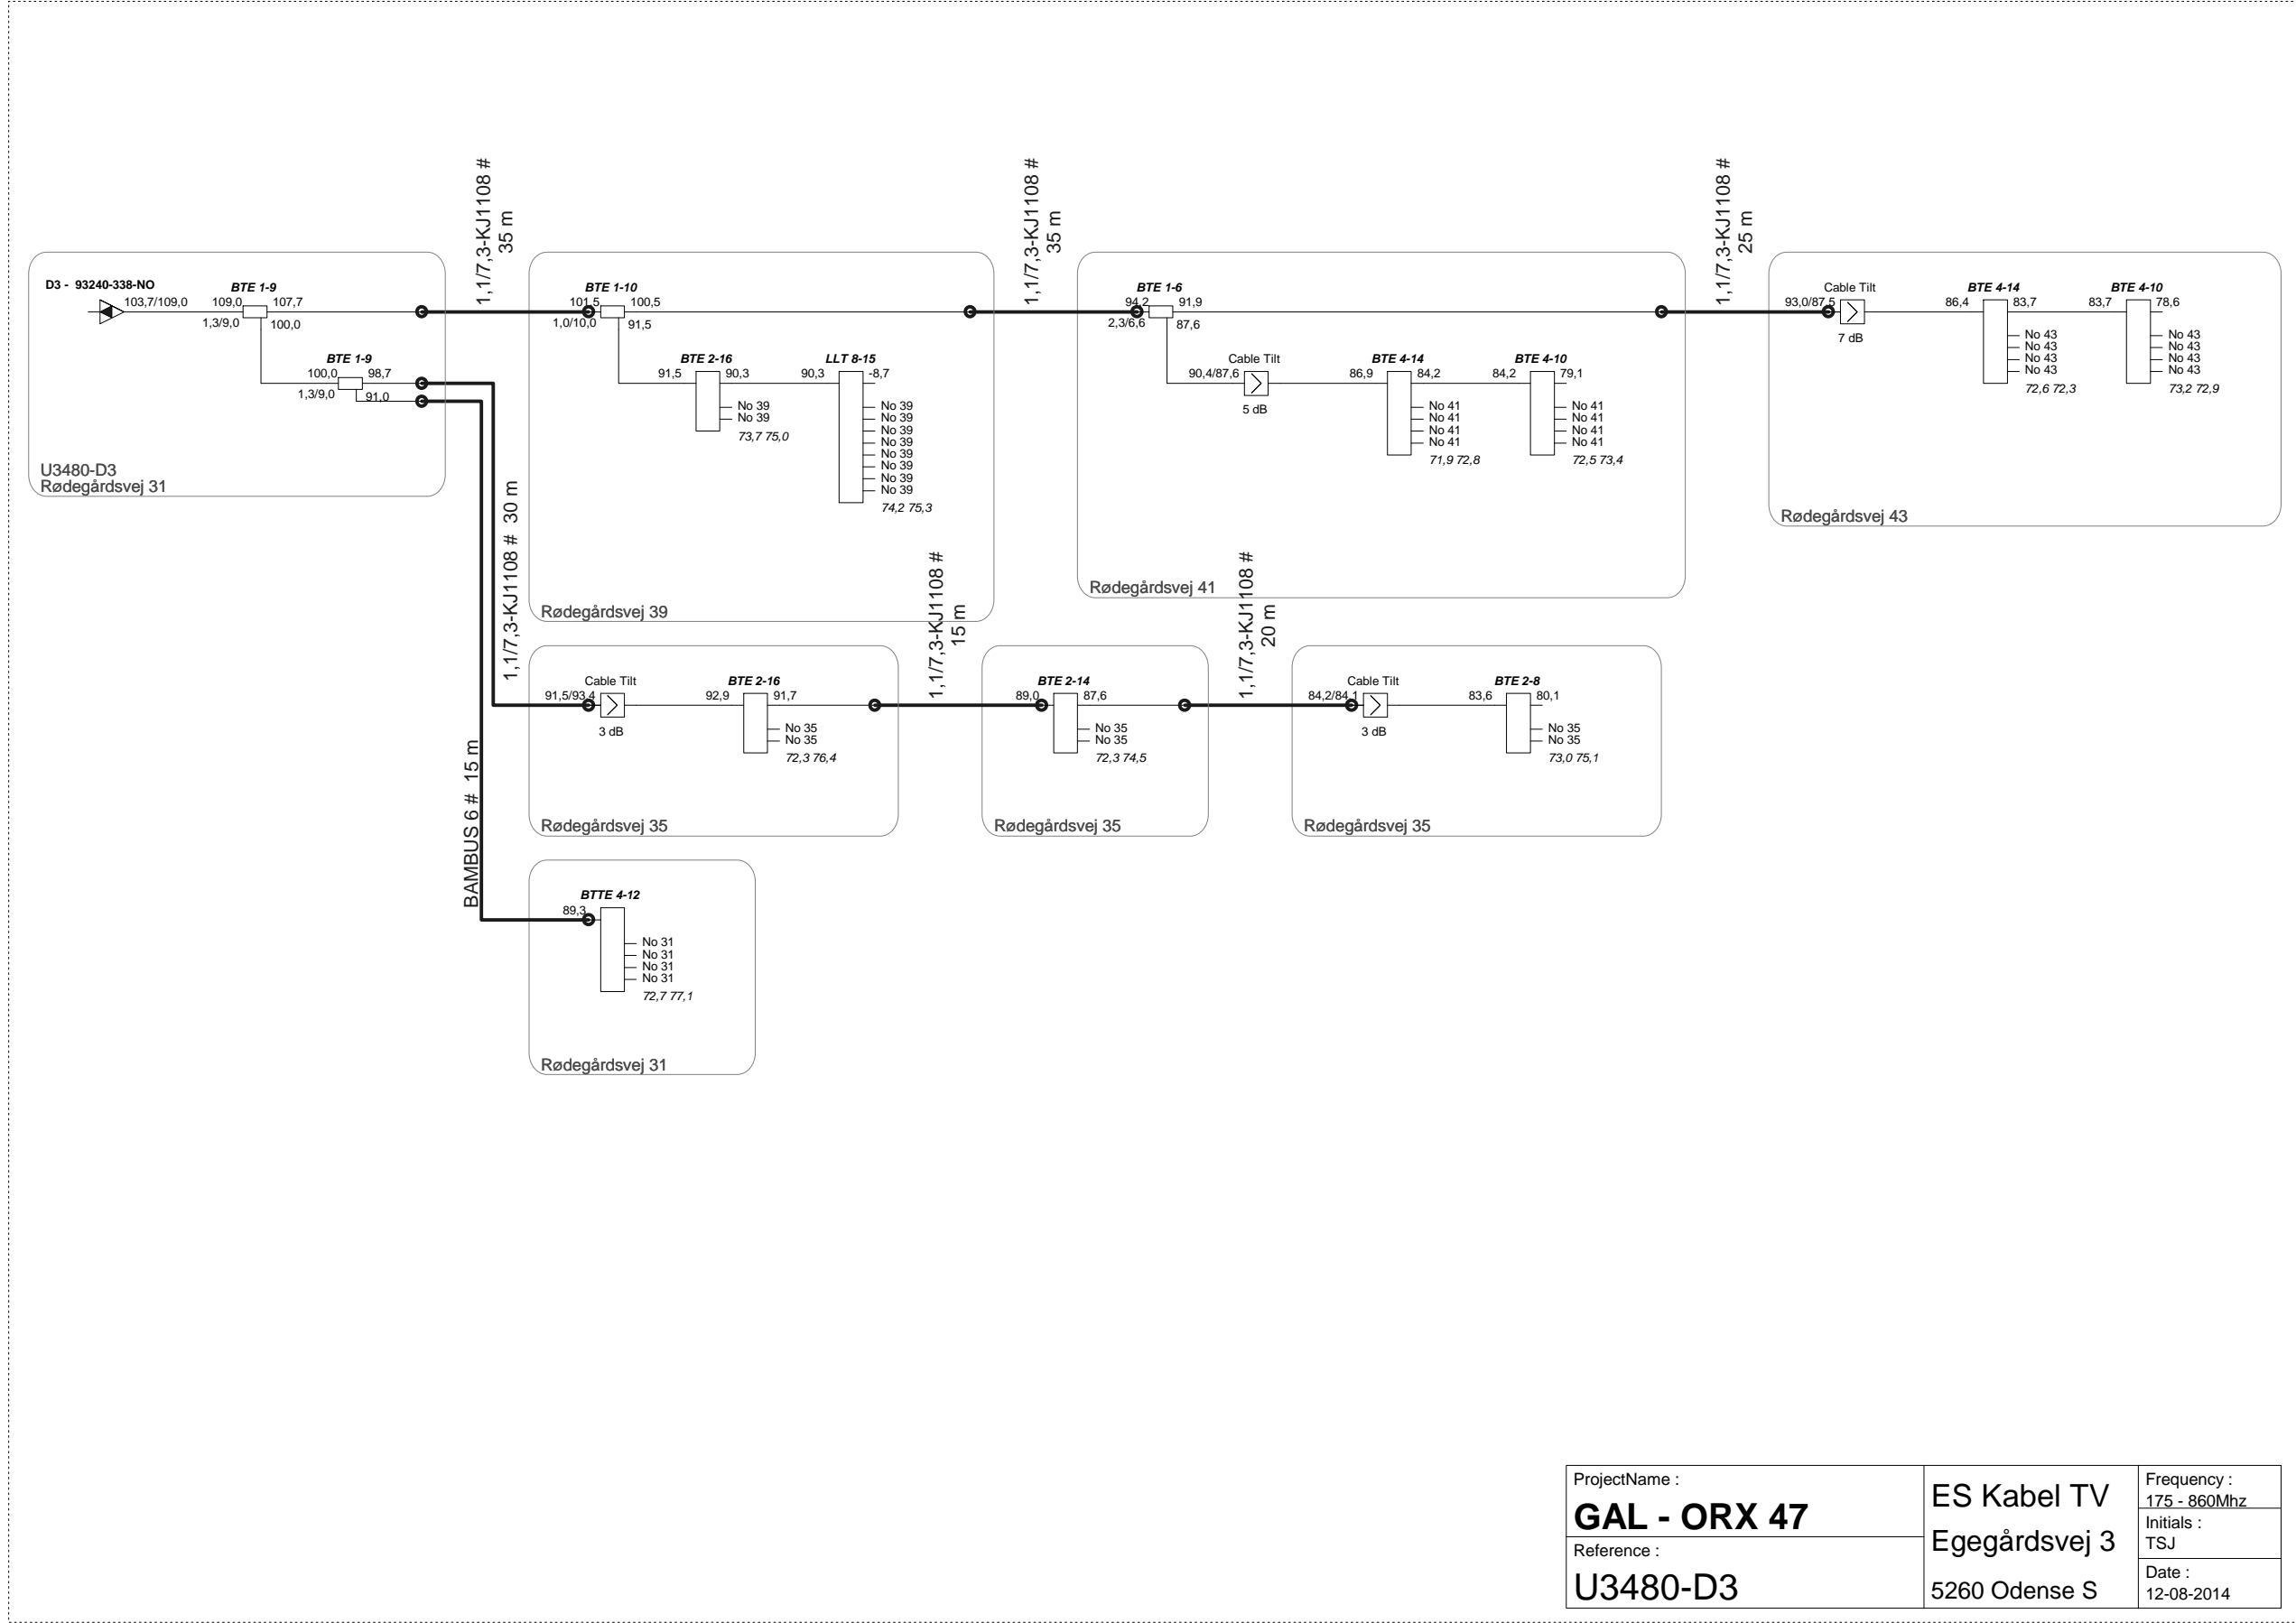 1,1/7,3-KJ1108 #
35 m
1,1/7,3-KJ1108 #
35 m
1,1/7,3-KJ1108 #
25 m
D3 - 93240-338-NO
103,7/109,0
BTE 1-9
109,0
107,7
1,3/9,0
100,0
BTE 1-9
100,0
98,7
1,3/9,0
91,0
U3480-D3
Rødegårdsvej 31
BTE 1-10
101,5
100,5
1,0/10,0
91,5
BTE 2-16
91,5
90,3
No 39
No 39
73,7 75,0
LLT 8-15
90,3
-8,7
No 39
No 39
No 39
No 39
No 39
No 39
No 39
No 39
74,2 75,3
Rødegårdsvej 39
BTE 1-6
94,2
91,9
2,3/6,6
87,6
Cable Tilt
90,4/87,6
5 dB
BTE 4-14
86,9
84,2
No 41
No 41
No 41
No 41
71,9 72,8
BTE 4-10
84,2
79,1
No 41
No 41
No 41
No 41
72,5 73,4
Rødegårdsvej 41
Cable Tilt
93,0/87,5
7 dB
BTE 4-14
86,4
83,7
No 43
No 43
No 43
No 43
72,6 72,3
BTE 4-10
83,7
78,6
No 43
No 43
No 43
No 43
73,2 72,9
Rødegårdsvej 43
1,1/7,3-KJ1108 # 30 m
1,1/7,3-KJ1108 #
15 m
1,1/7,3-KJ1108 #
20 m
Cable Tilt
91,5/93,4
3 dB
BTE 2-16
92,9
91,7
No 35
No 35
72,3 76,4
Rødegårdsvej 35
BTE 2-14
89,0
87,6
No 35
No 35
72,3 74,5
Rødegårdsvej 35
Cable Tilt
84,2/84,1
3 dB
BTE 2-8
83,6
80,1
No 35
No 35
73,0 75,1
Rødegårdsvej 35
BAMBUS 6 # 15 m
BTTE 4-12
89,3
No 31
No 31
No 31
No 31
72,7 77,1
Rødegårdsvej 31
ProjectName :
GAL - ORX 47
Reference :
U3480-D3
ES Kabel TV
Egegårdsvej 3
5260 Odense S
Frequency :
175 - 860Mhz
Initials :
TSJ
Date :
12-08-2014